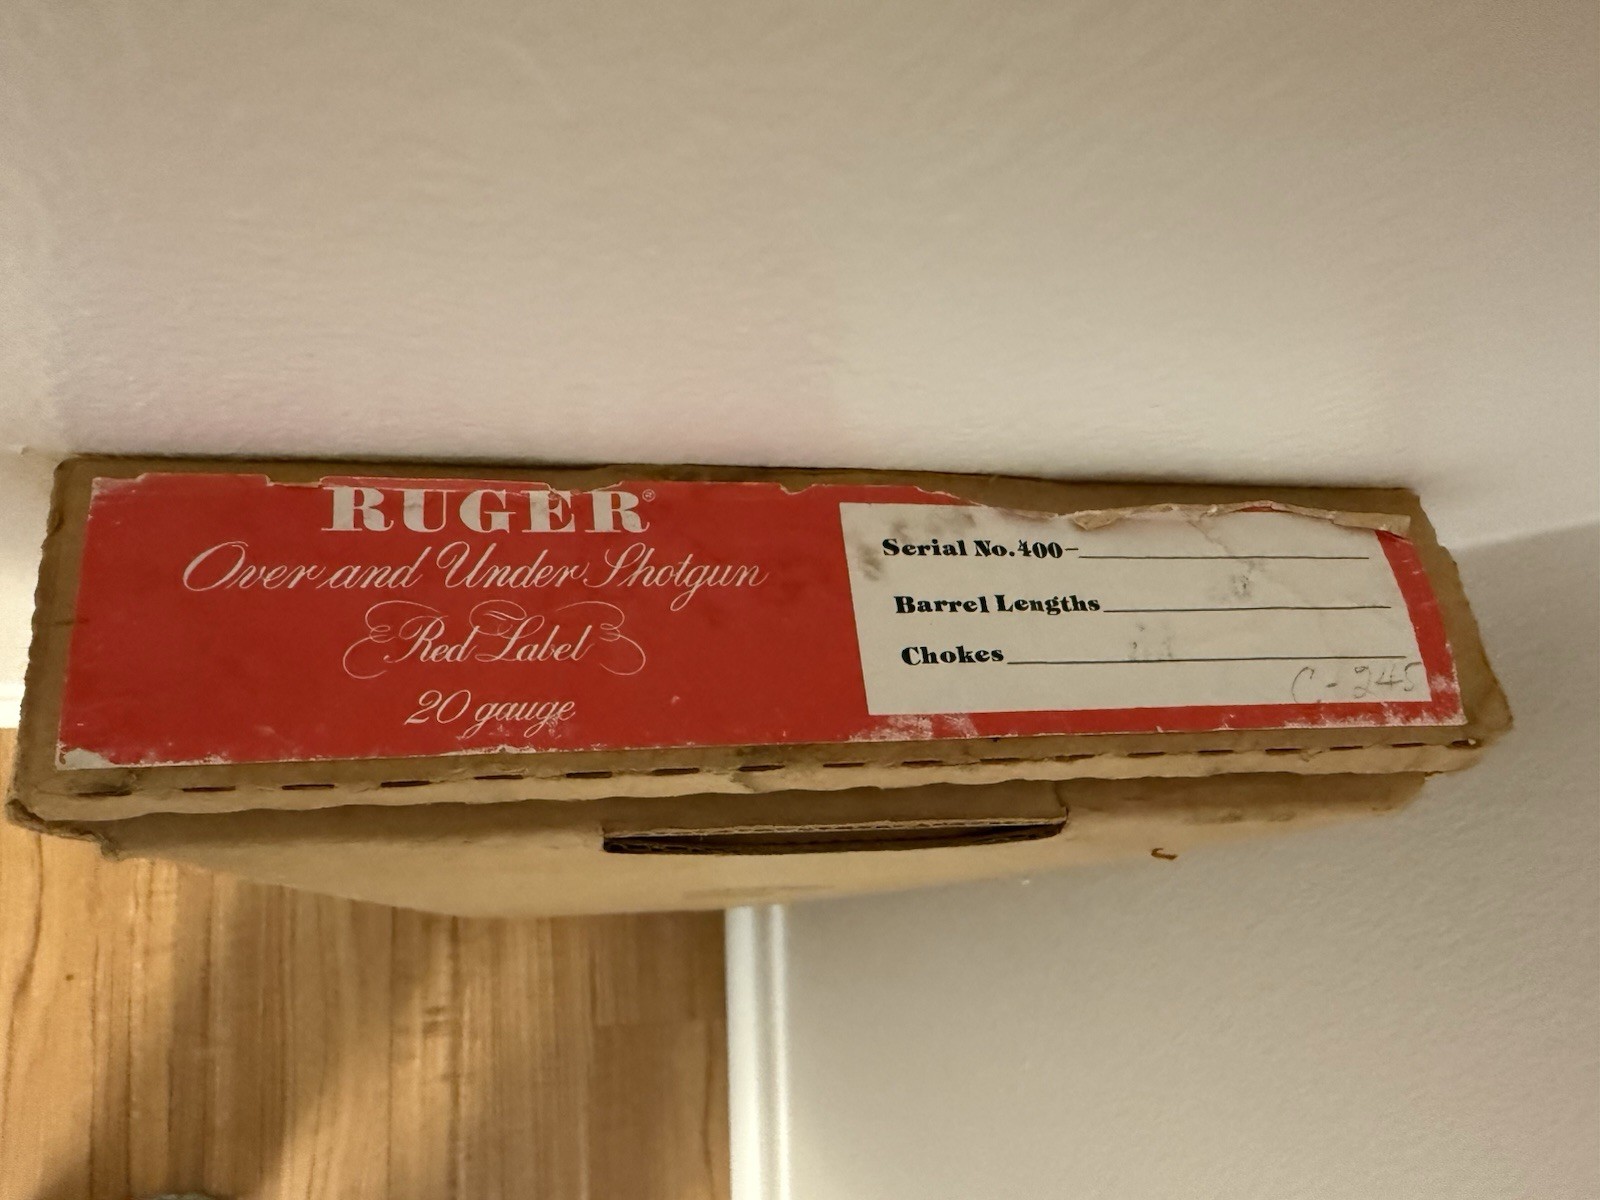 RUGER®
Over and Under Shotgun
Red Label
20 gauge
Serial No. 400-
Barrel Lengths
Chokes
C-245